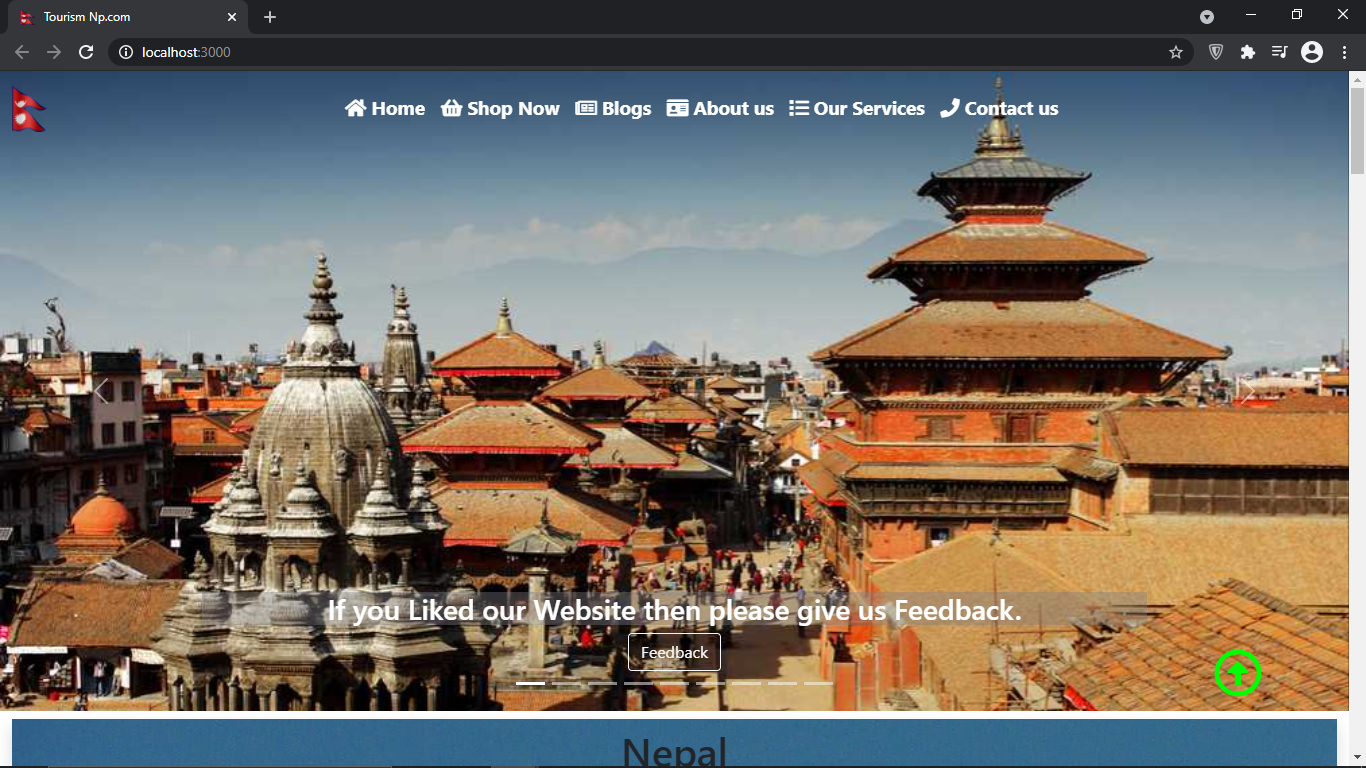 Tourism Np.com
localhost:3000
Home Shop Now Blogs About us Our Services Contact us
If you Liked our Website then please give us Feedback.
Feedback
Nepal